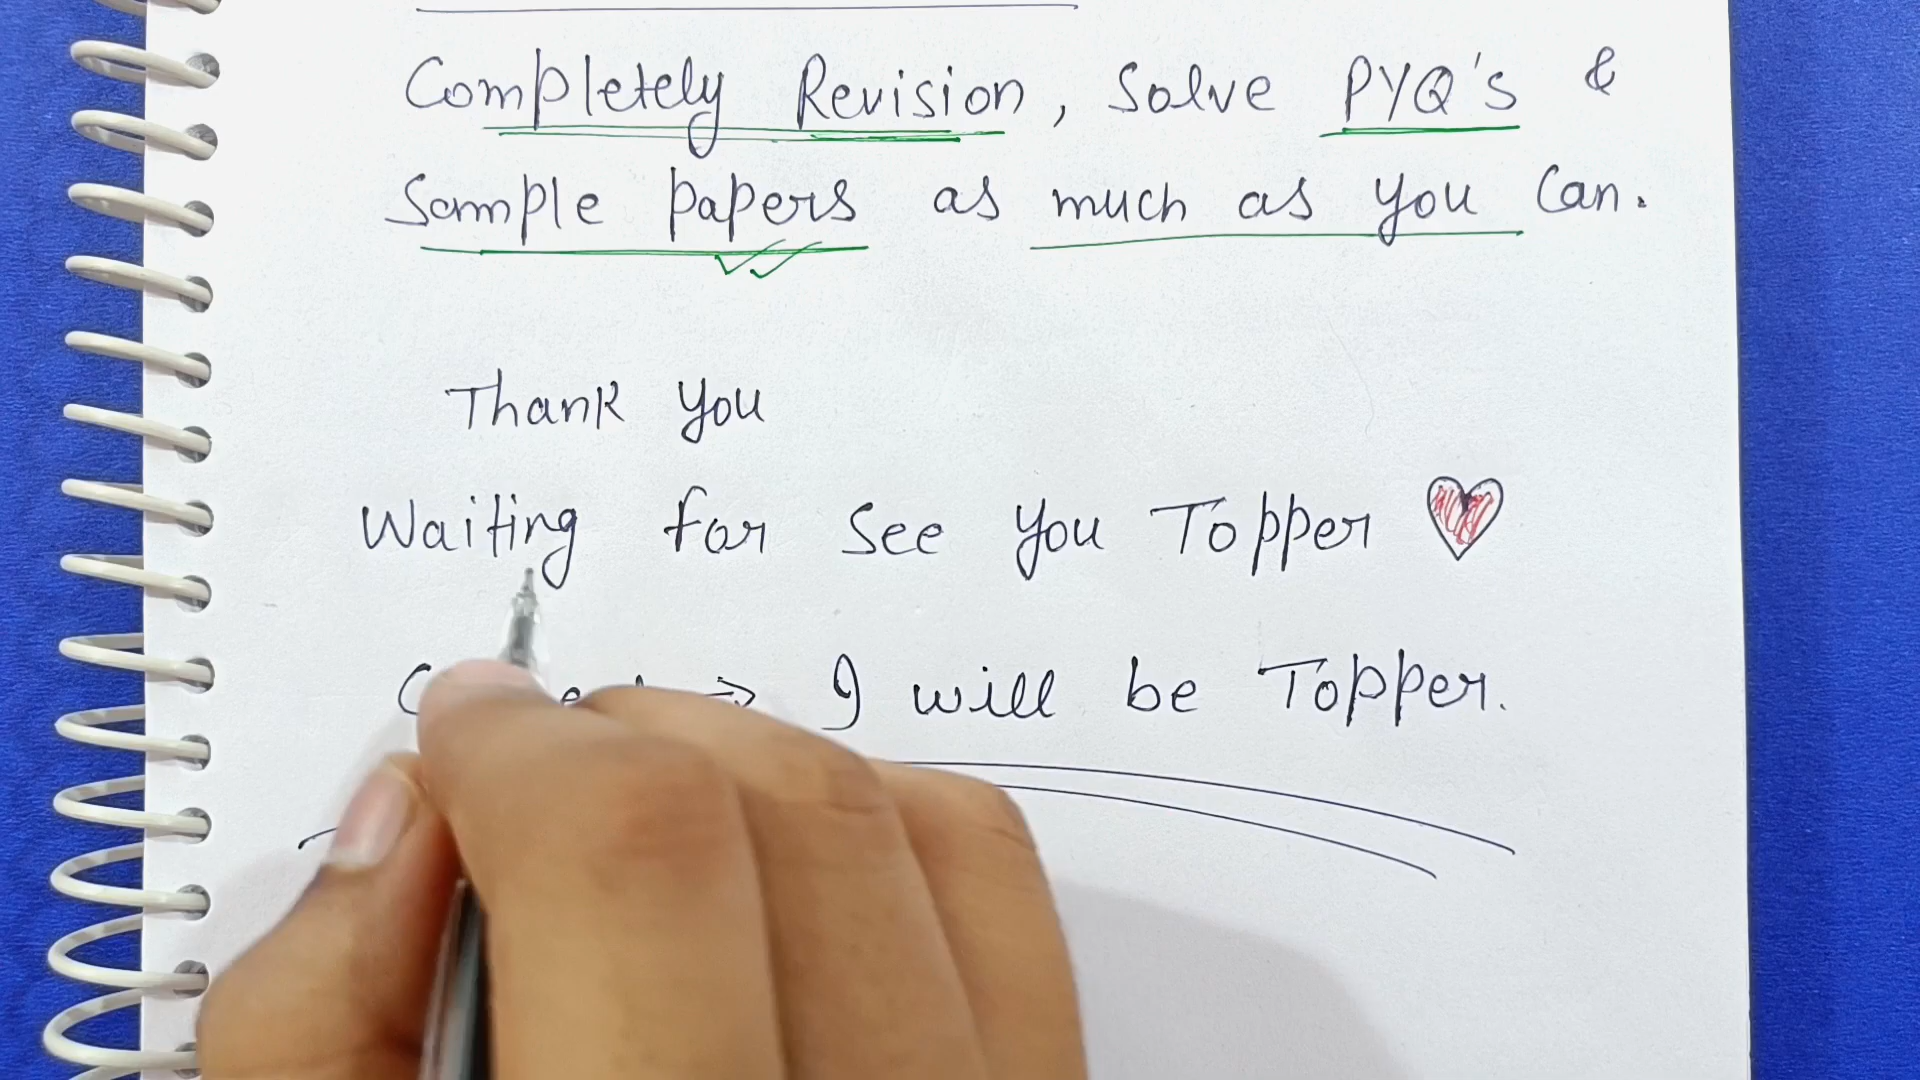 Completely Revision, Solve PYQ's &
Sample Papers as much as you Can.
Thank you
Waiting for See you Topper
→ I will be Topper.